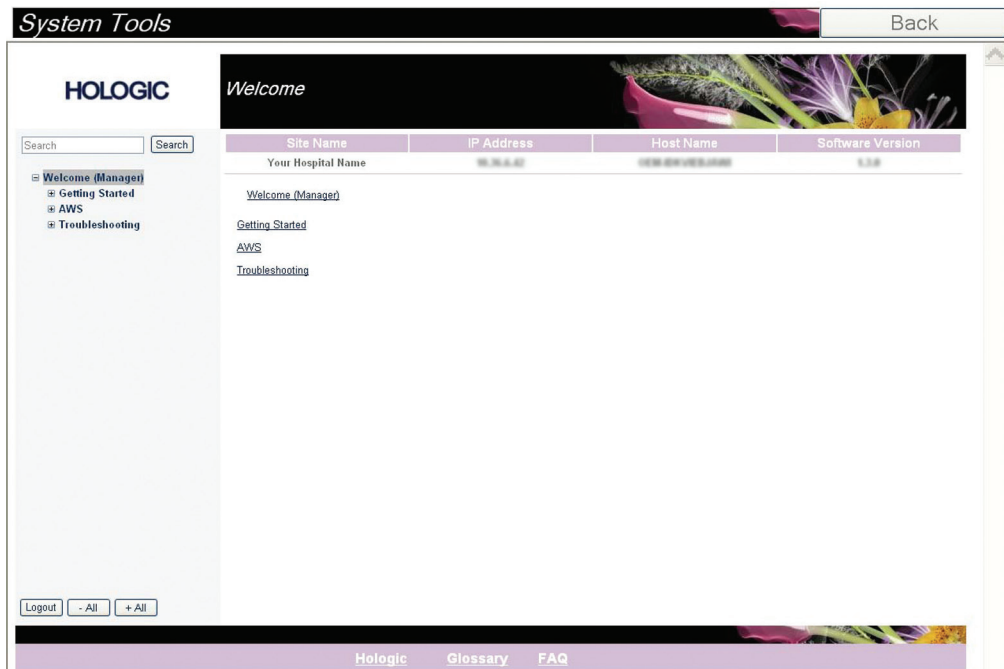 System Tools
Back
HOLOGIC
Welcome
Search
Search
Site Name IP Address Host Name Software Version
Your Hospital Name
Welcome (Manager)
Getting Started
AWS
Troubleshooting
Welcome (Manager)
Getting Started
AWS
Troubleshooting
Logout
- All
+ All
Hologic Glossary FAQ